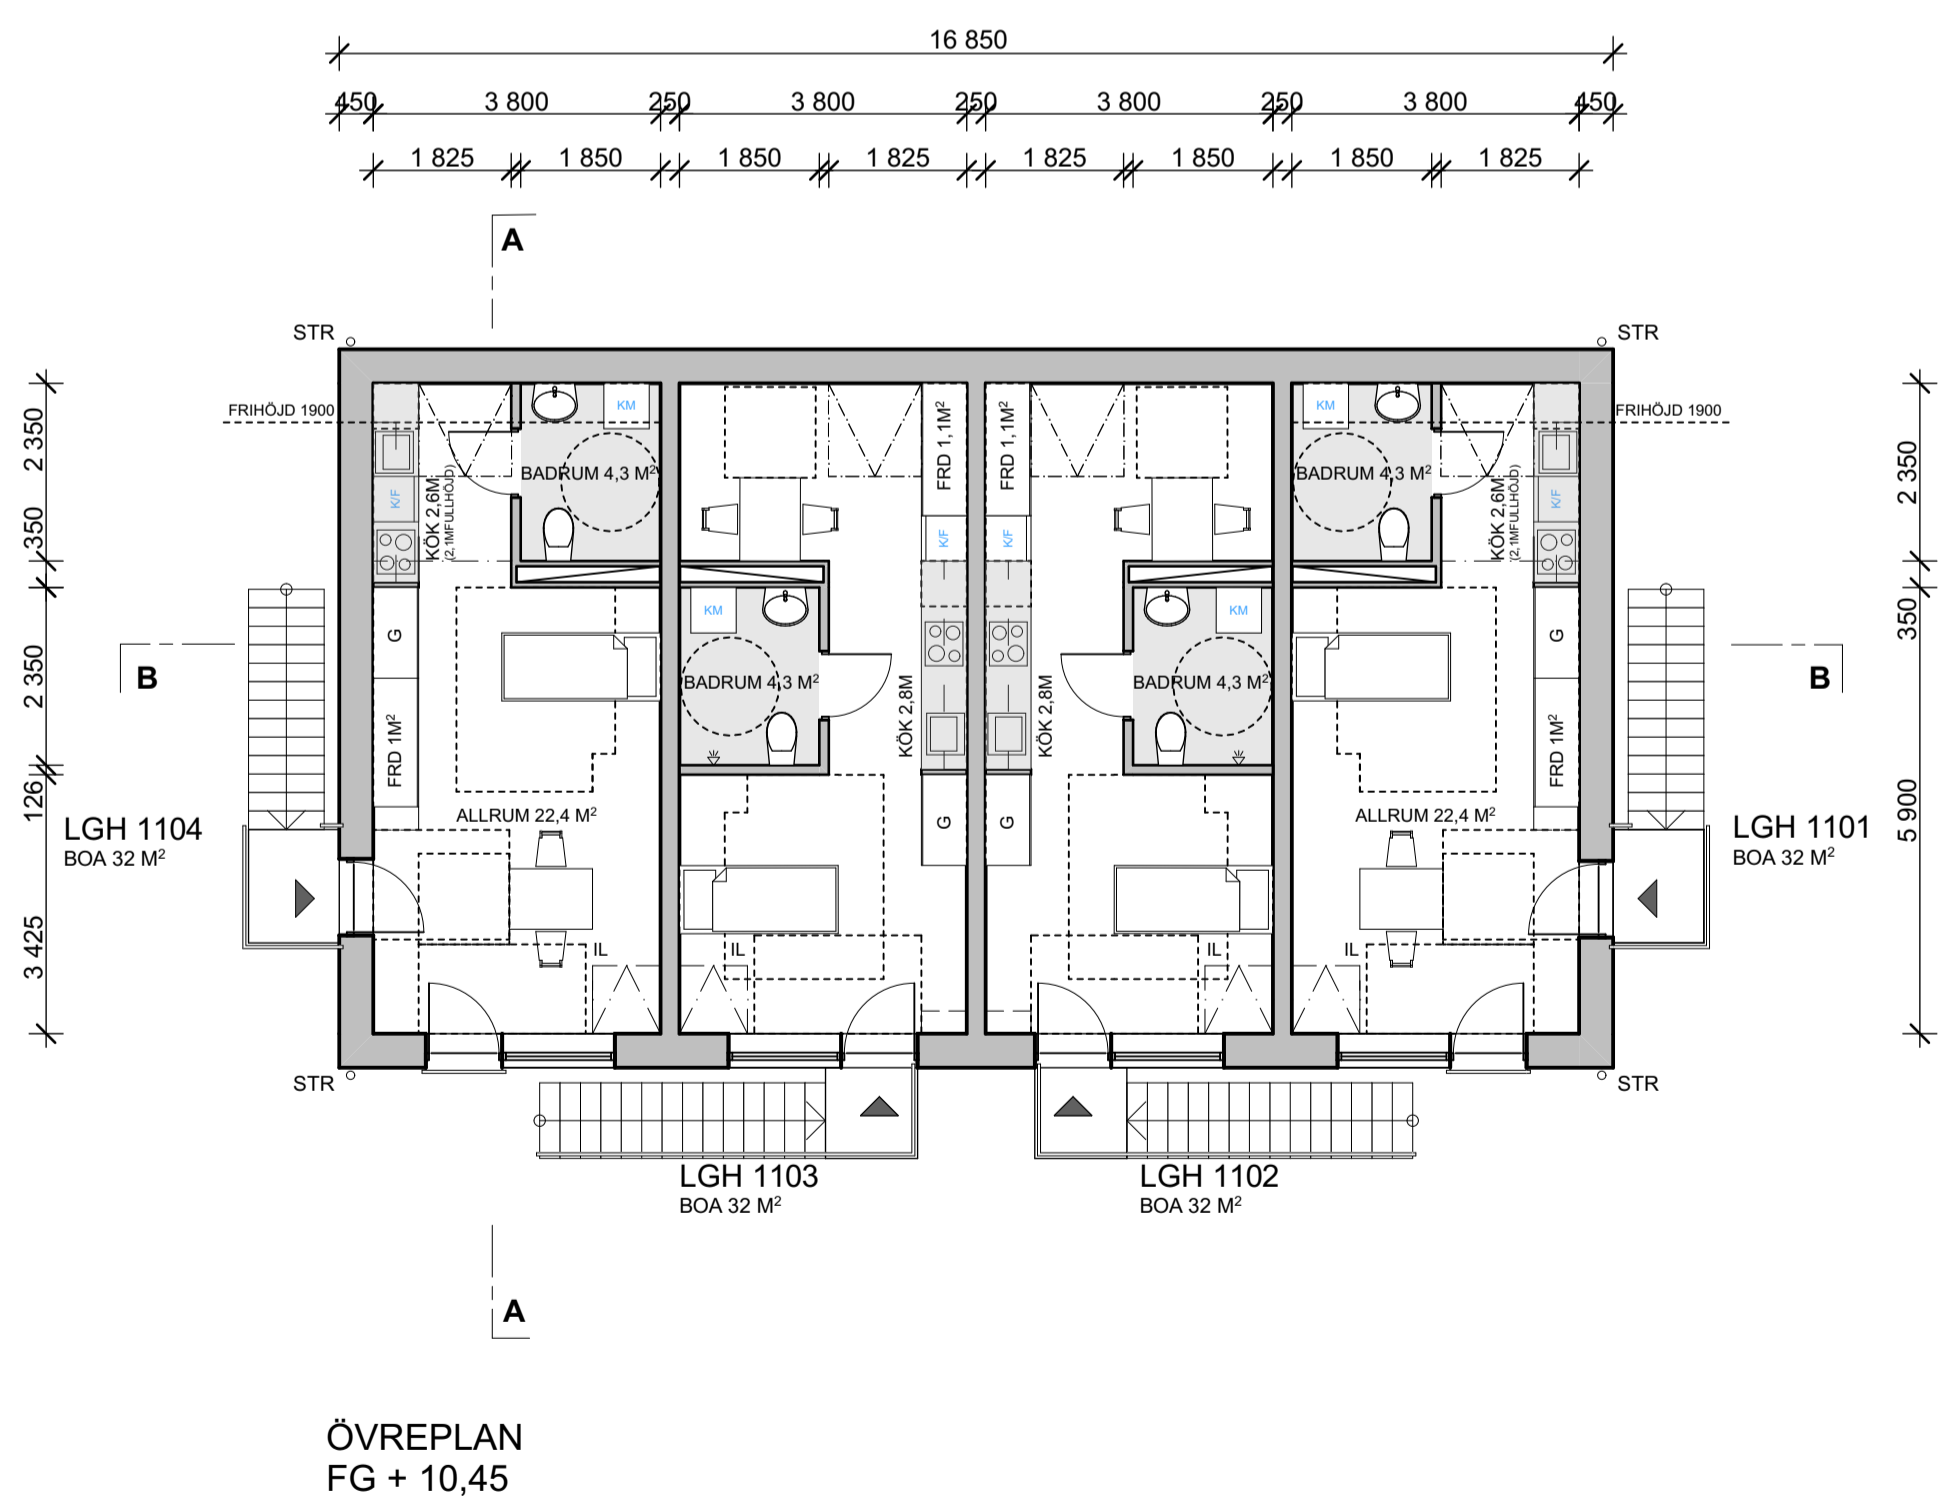 16 850
450
3 800
250
3 800
250
3 800
250
3 800
450
1 825
1 850
1 850
1 825
1 825
1 850
1 850
1 825
A
STR
STR
FRIHÖJD 1900
FRIHÖJD 1900
2 350
350
2 350
126
3 425
2 350
350
5 900
KM
KM
BADRUM 4,3 M²
BADRUM 4,3 M²
FRD 1,1M²
FRD 1,1M²
K/F
K/F
K/F
K/F
KÖK 2,6M
(2,1MFULLHÖJD)
KÖK 2,6M
(2,1MFULLHÖJD)
KM
KM
G
G
B
B
BADRUM 4,3 M²
BADRUM 4,3 M²
KÖK 2,8M
KÖK 2,8M
FRD 1M²
FRD 1M²
ALLRUM 22,4 M²
ALLRUM 22,4 M²
G
G
LGH 1104
BOA 32 M²
LGH 1101
BOA 32 M²
IL
IL
IL
IL
STR
STR
LGH 1103
BOA 32 M²
LGH 1102
BOA 32 M²
A
ÖVREPLAN
FG + 10,45